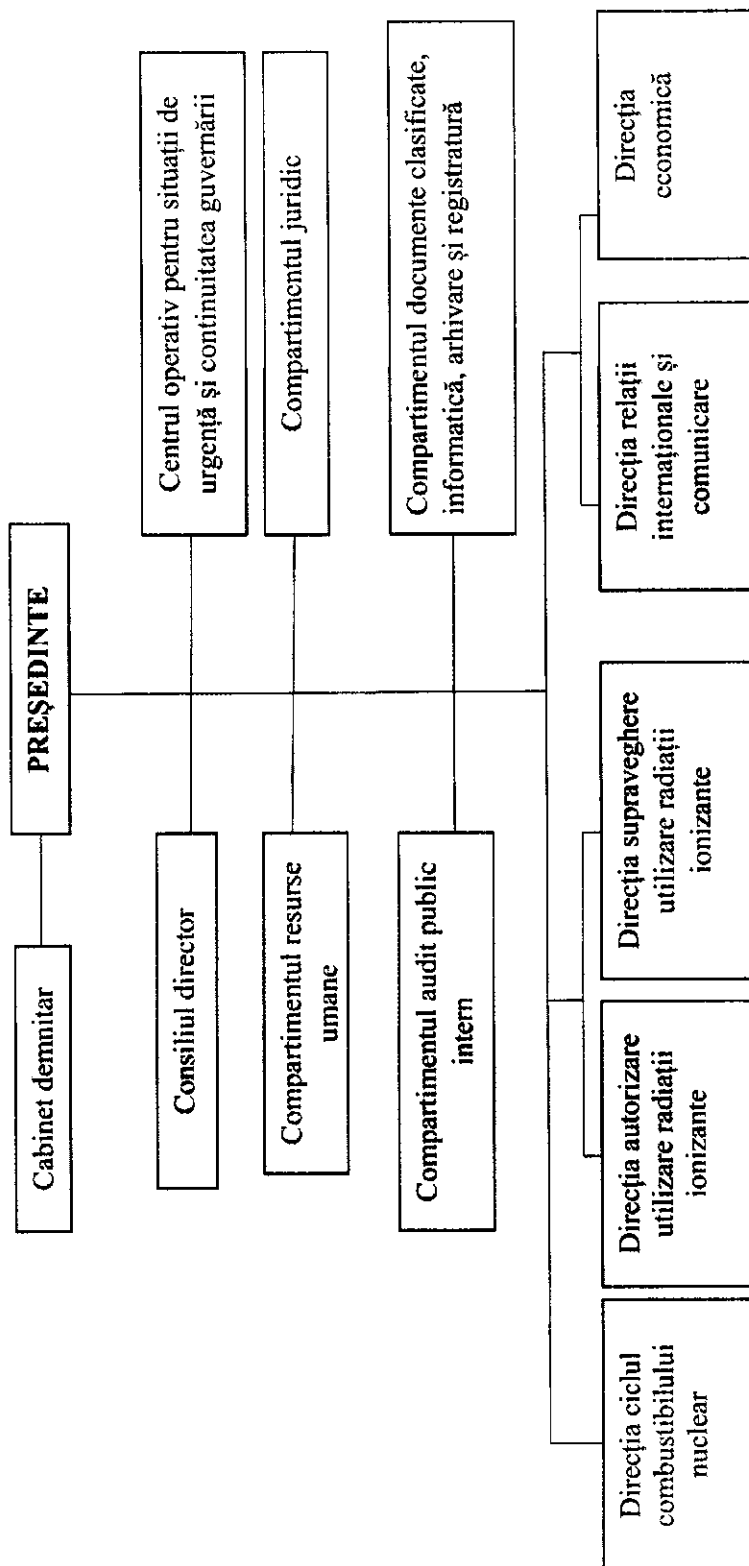 PREȘEDINTE
Cabinet demnitar
Centrul operativ pentru situații de
urgență și continuitatea guvernării
Consiliul director
Compartimentul juridic
Compartimentul resurse
umane
Compartimentul documente clasificate,
informatică, arhivare și registratură
Compartimentul audit public
intern
Direcția ciclul
combustibilului
nuclear
Direcția autorizare
utilizare radiații
ionizante
Direcția supraveghere
utilizare radiații
ionizante
Direcția relații
internaționale și
comunicare
Direcția
economică